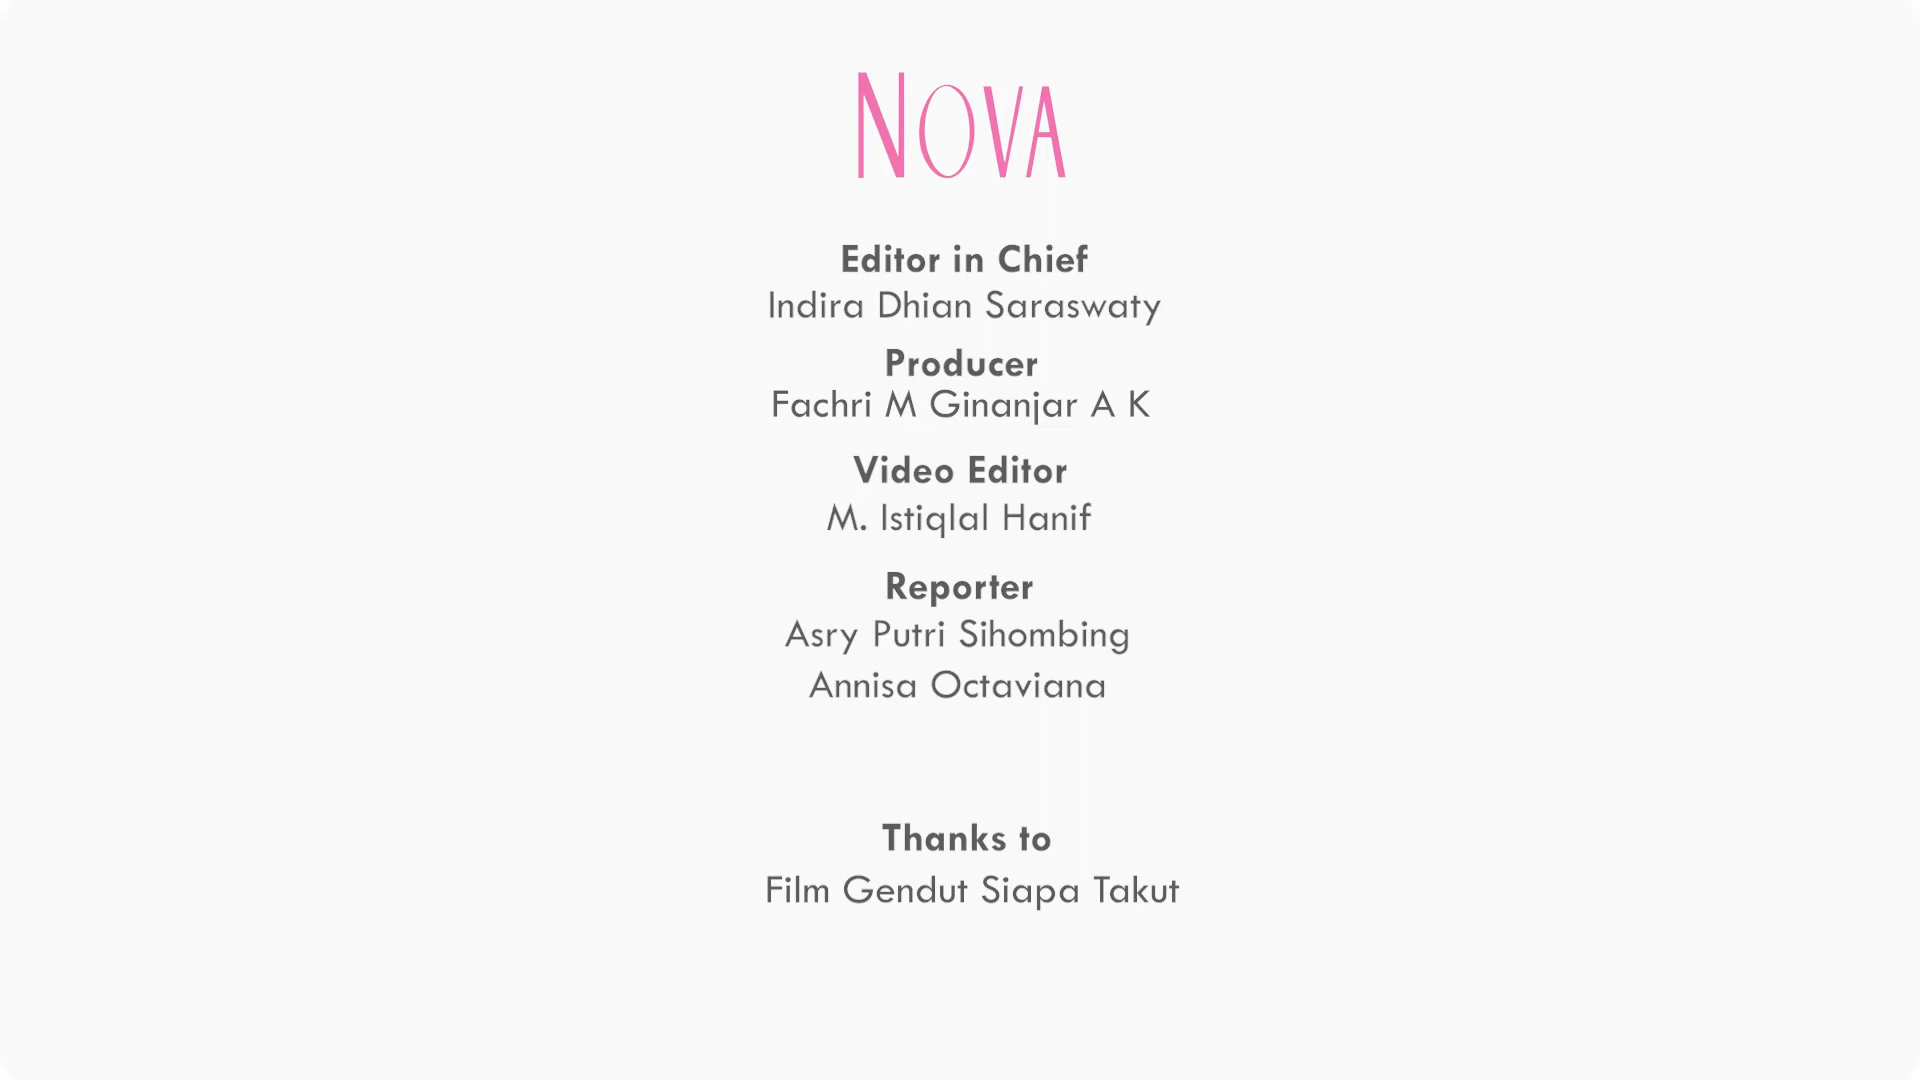 NOVA
Editor in Chief
Indira Dhian Saraswaty
Producer
Fachri M Ginanjar A K
Video Editor
M. Istiqlal Hanif
Reporter
Asry Putri Sihombing
Annisa Octaviana
Thanks to
Film Gendut Siapa Takut